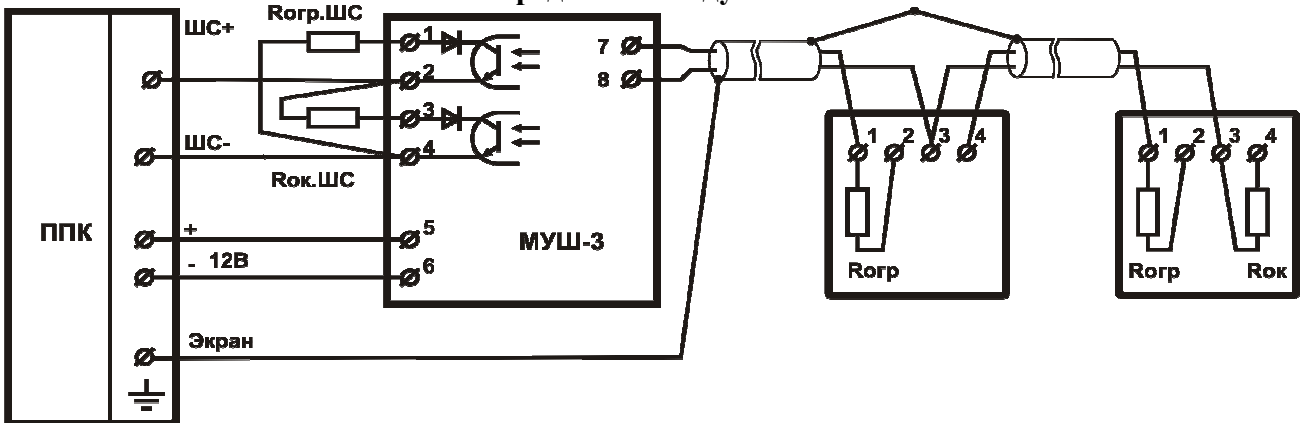 ШС+
Rогр.ШС
ШС-
Rок.ШС
ППК
+
- 12В
Экран
1
2
3
4
5
6
7
8
МУШ-3
1 2 3 4
Rогр
1 2 3 4
Rогр Rок